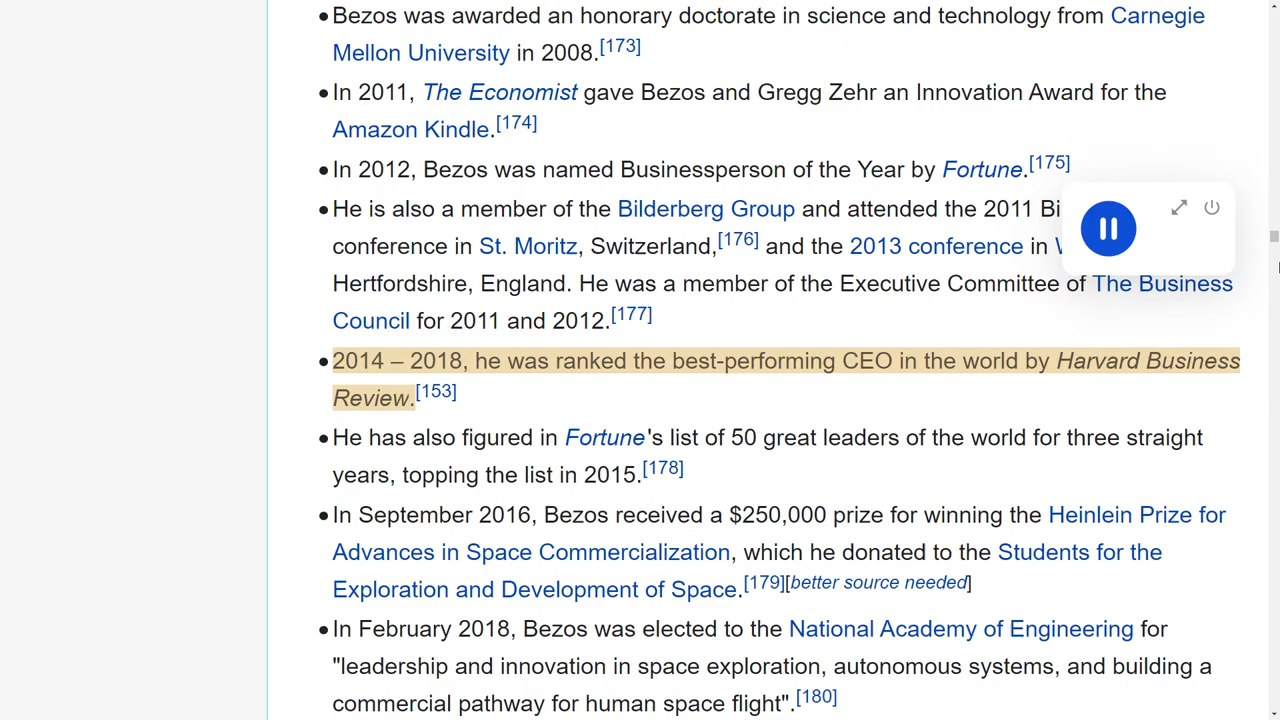 •Bezos was awarded an honorary doctorate in science and technology from Carnegie
Mellon University in 2008.[173]
•In 2011, The Economist gave Bezos and Gregg Zehr an Innovation Award for the
Amazon Kindle.[174]
•In 2012, Bezos was named Businessperson of the Year by Fortune.[175]
•He is also a member of the Bilderberg Group and attended the 2011 Bi
conference in St. Moritz, Switzerland,[176] and the 2013 conference in
Hertfordshire, England. He was a member of the Executive Committee of The Business
Council for 2011 and 2012.[177]
•2014 – 2018, he was ranked the best-performing CEO in the world by Harvard Business
Review.[153]
•He has also figured in Fortune's list of 50 great leaders of the world for three straight
years, topping the list in 2015.[178]
•In September 2016, Bezos received a $250,000 prize for winning the Heinlein Prize for
Advances in Space Commercialization, which he donated to the Students for the
Exploration and Development of Space.[179][better source needed]
•In February 2018, Bezos was elected to the National Academy of Engineering for
"leadership and innovation in space exploration, autonomous systems, and building a
commercial pathway for human space flight".[180]